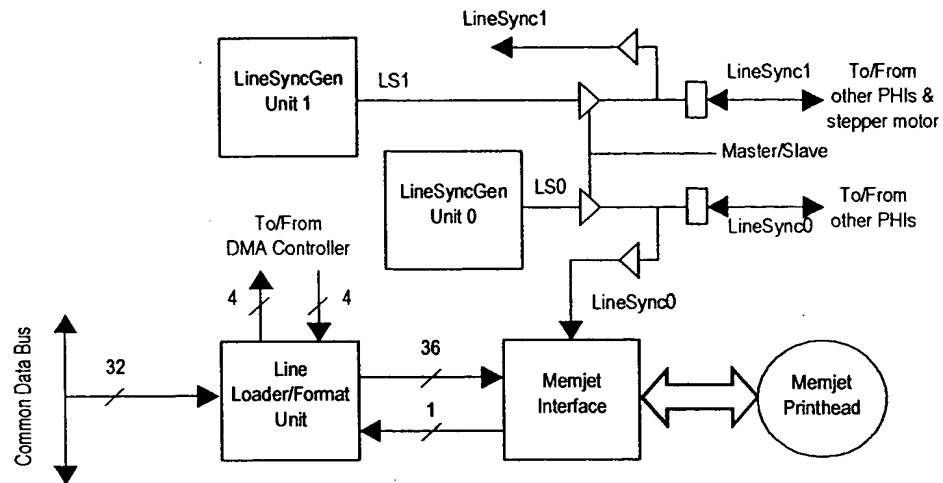 LineSync1
LineSyncGen
Unit 1
LS1
LineSync1
To/From
other PHIs &
stepper motor
Master/Slave
LineSyncGen
Unit 0
LS0
LineSync0
To/From
other PHIs
To/From
DMA Controller
4
4
LineSync0
Common Data Bus
32
Line
Loader/Format
Unit
36
1
Memjet
Interface
Memjet
Printhead